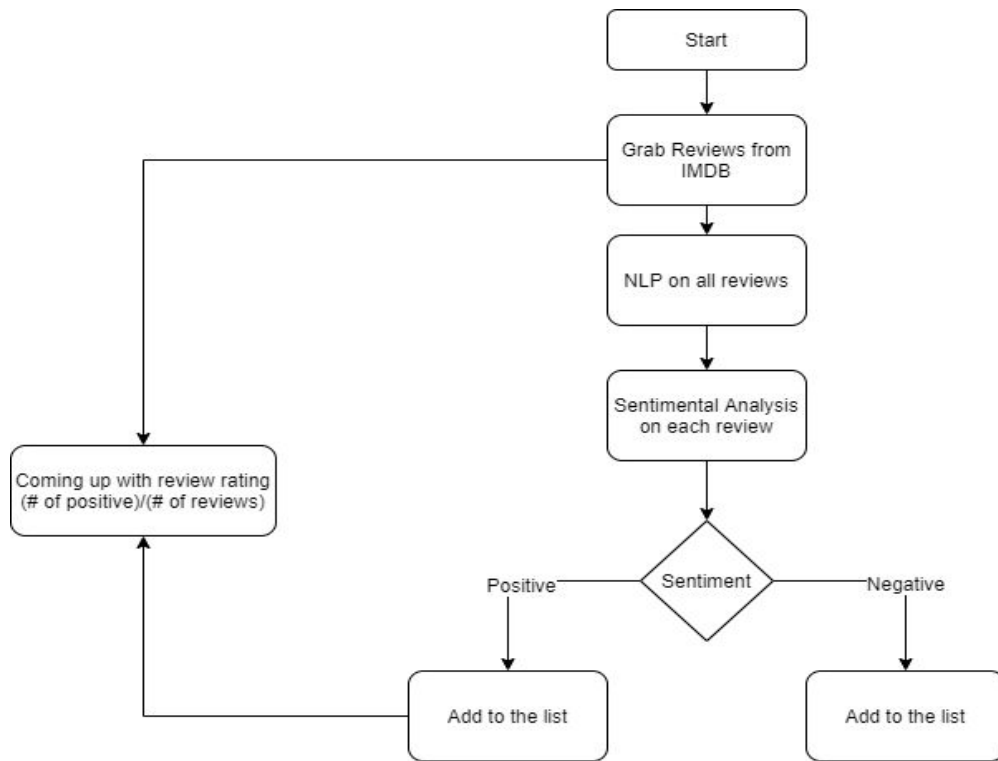 Start
Grab Reviews from
IMDB
NLP on all reviews
Sentimental Analysis
on each review
Coming up with review rating
(# of positive)/(# of reviews)
Sentiment
Positive
Negative
Add to the list
Add to the list